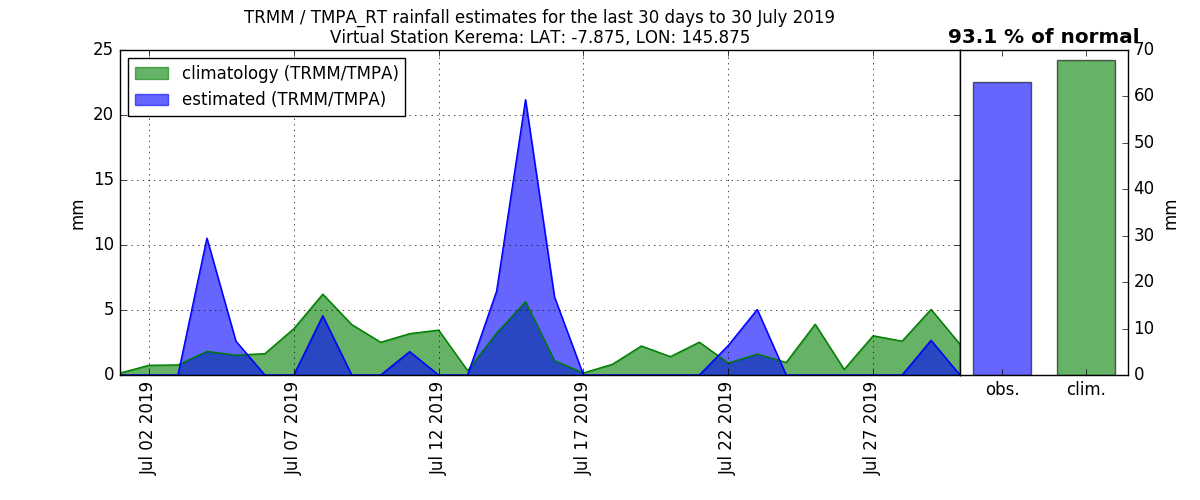 TRMM / TMPA_RT rainfall estimates for the last 30 days to 30 July 2019
Virtual Station Kerema: LAT: -7.875, LON: 145.875
93.1 % of normal
climatology (TRMM/TMPA)
estimated (TRMM/TMPA)
25
20
15
10
5
0
mm
Jul 02 2019
Jul 07 2019
Jul 12 2019
Jul 17 2019
Jul 22 2019
Jul 27 2019
70
60
50
40
30
20
10
0
mm
obs.
clim.